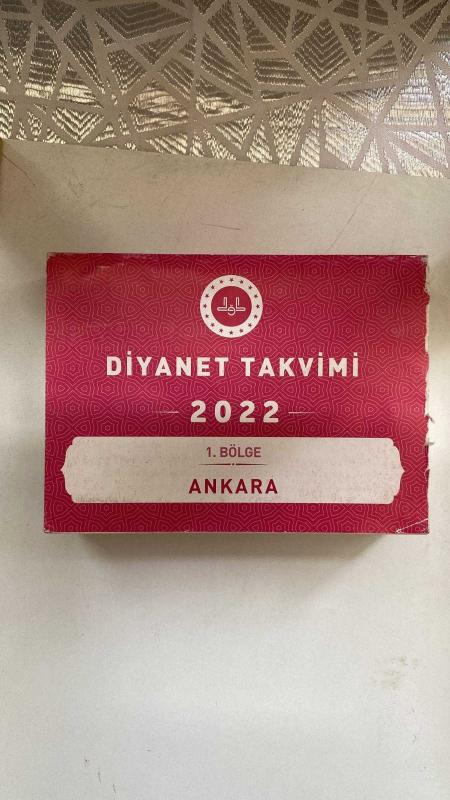 DİYANET TAKVİMİ
2022
1. BÖLGE
ANKARA